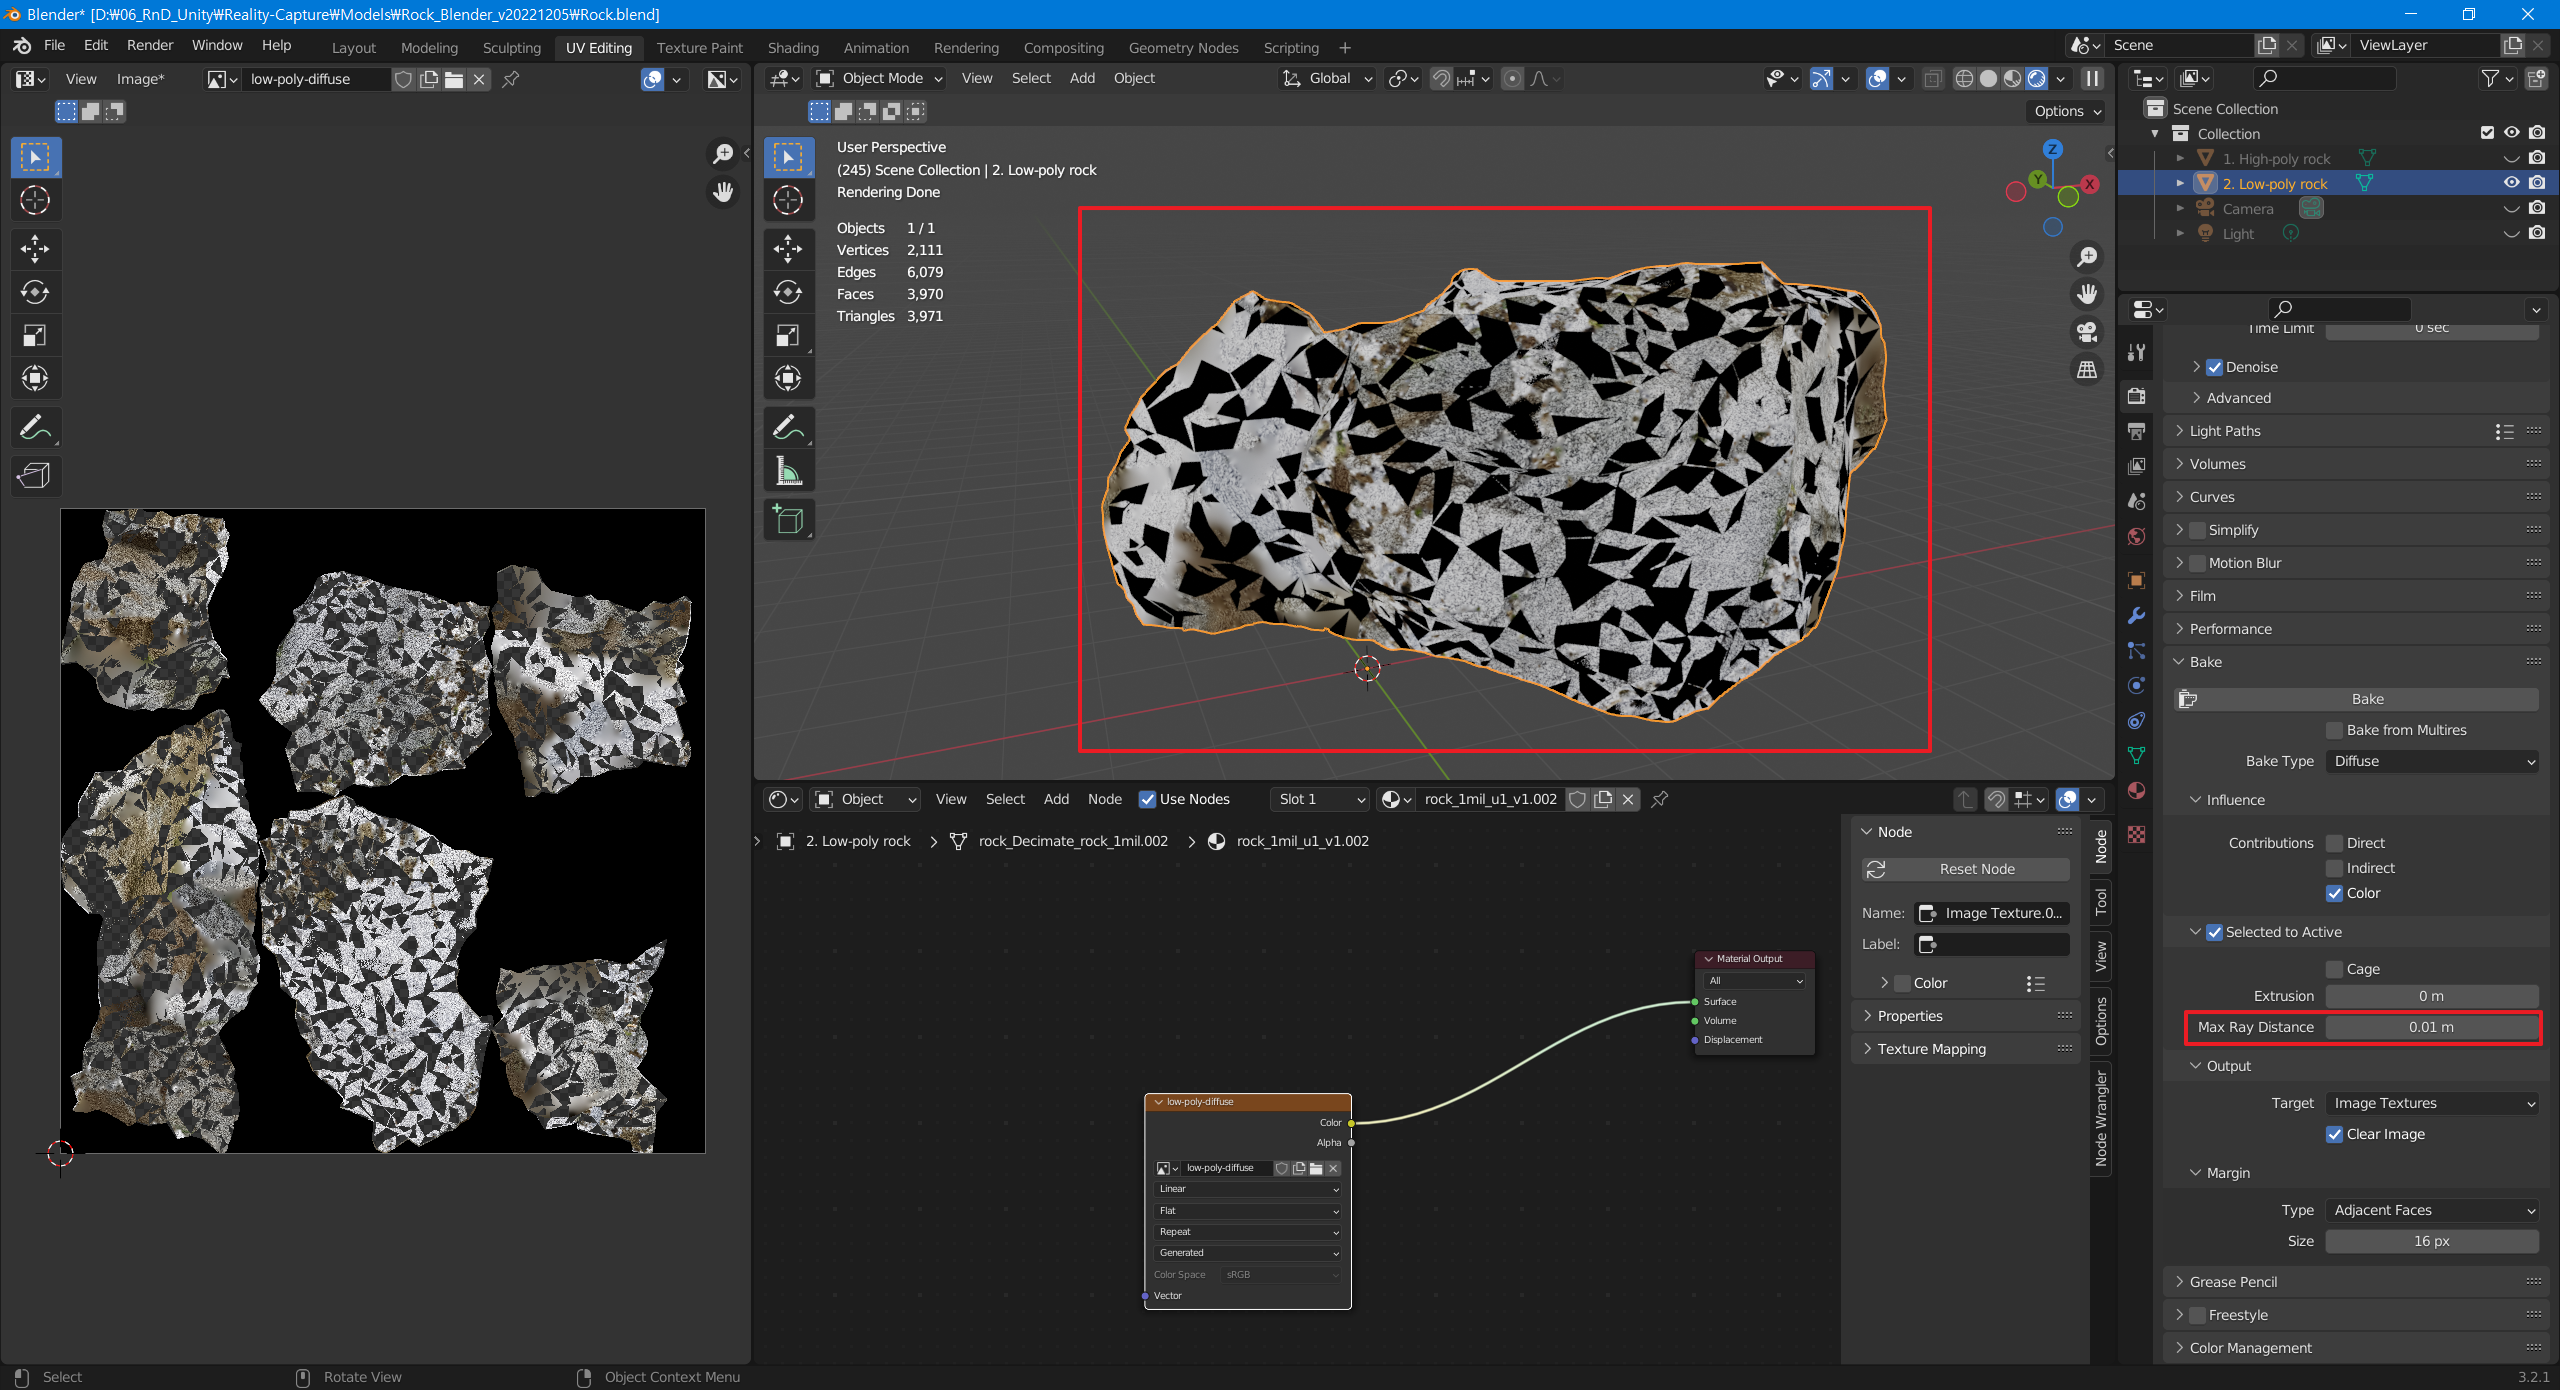 Blender* [D:₩06_RnD_Unity₩Reality-Capture₩Models₩Rock_Blender_v20221205₩Rock.blend]
File Edit Render Window Help Layout Modeling Sculpting UV Editing Texture Paint Shading Animation Rendering Compositing Geometry Nodes Scripting + Scene ViewLayer
View Image* low-poly-diffuse
Object Mode View Select Add Object Global
Options
User Perspective
(245) Scene Collection | 2. Low-poly rock
Rendering Done
Objects 1 / 1
Vertices 2,111
Edges 6,079
Faces 3,970
Triangles 3,971
Z
Y
X
Scene Collection
Collection
1. High-poly rock
2. Low-poly rock
Camera
Light
Time Limit 0 sec
Denoise
Advanced
Light Paths
Volumes
Curves
Simplify
Motion Blur
Film
Performance
Bake
Bake
Bake from Multires
Bake Type Diffuse
Influence
Contributions Direct
Indirect
Color
Selected to Active
Cage
Extrusion 0 m
Max Ray Distance 0.01 m
Output
Target Image Textures
Clear Image
Margin
Type Adjacent Faces
Size 16 px
Grease Pencil
Freestyle
Color Management
Object View Select Add Node Use Nodes Slot 1 rock_1mil_u1_v1.002
2. Low-poly rock > rock_Decimate_rock_1mil.002 > rock_1mil_u1_v1.002
Node
Reset Node
Name: Image Texture.0...
Label:
Color
Properties
Texture Mapping
Node
Tool
View
Options
Node Wrangler
Material Output
All
Surface
Volume
Displacement
low-poly-diffuse
Color
Alpha
low-poly-diffuse
Linear
Flat
Repeat
Generated
Color Space sRGB
Vector
Select Rotate View Object Context Menu 3.2.1